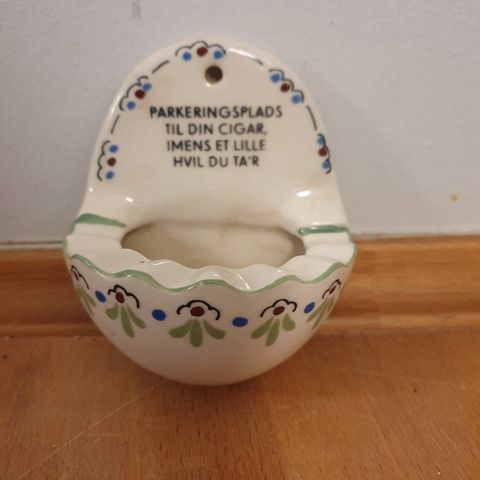 PARKERINGSPLADS
TIL DIN CIGAR,
IMENS ET LILLE
HVIL DU TA'R